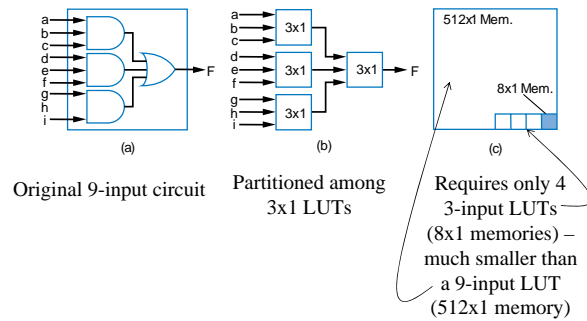 a
b
c
d
e
f
g
h
i
F
(a)
Original 9-input circuit
a
b
c
3x1
d
e
f
3x1
3x1
F
g
h
i
3x1
(b)
Partitioned among
3x1 LUTs
512x1 Mem.
8x1 Mem.
(c)
Requires only 4
3-input LUTs
(8x1 memories) –
much smaller than
a 9-input LUT
(512x1 memory)